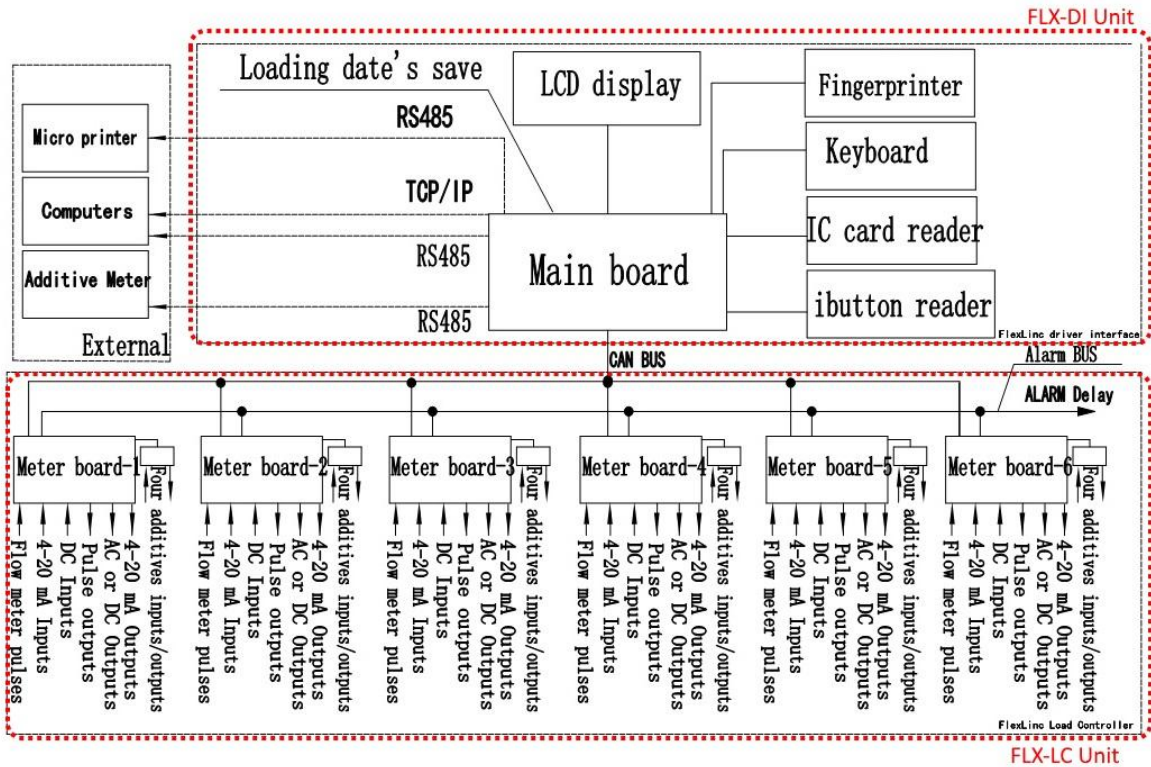 FLX-DI Unit
Loading date's save
LCD display
Fingerprinter
RS485
Micro printer
Keyboard
TCP/IP
Computers
IC card reader
RS485
Main board
Additive Meter
ibutton reader
RS485
External
FlexLinc driver interface
CAN BUS
Alarm BUS
ALARM Delay
Meter board-1
Meter board-2
Meter board-3
Meter board-4
Meter board-5
Meter board-6
Flow meter pulses
4-20 mA Inputs
DC Inputs
Pulse outputs
AC or DC Outputs
4-20 mA Outputs
Four additives inputs/outputs
Flow meter pulses
4-20 mA Inputs
DC Inputs
Pulse outputs
AC or DC Outputs
4-20 mA Outputs
Four additives inputs/outputs
Flow meter pulses
4-20 mA Inputs
DC Inputs
Pulse outputs
AC or DC Outputs
4-20 mA Outputs
Four additives inputs/outputs
Flow meter pulses
4-20 mA Inputs
DC Inputs
Pulse outputs
AC or DC Outputs
4-20 mA Outputs
Four additives inputs/outputs
Flow meter pulses
4-20 mA Inputs
DC Inputs
Pulse outputs
AC or DC Outputs
4-20 mA Outputs
Four additives inputs/outputs
Flow meter pulses
4-20 mA Inputs
DC Inputs
Pulse outputs
AC or DC Outputs
4-20 mA Outputs
Four additives inputs/outputs
FlexLinc Load Controller
FLX-LC Unit